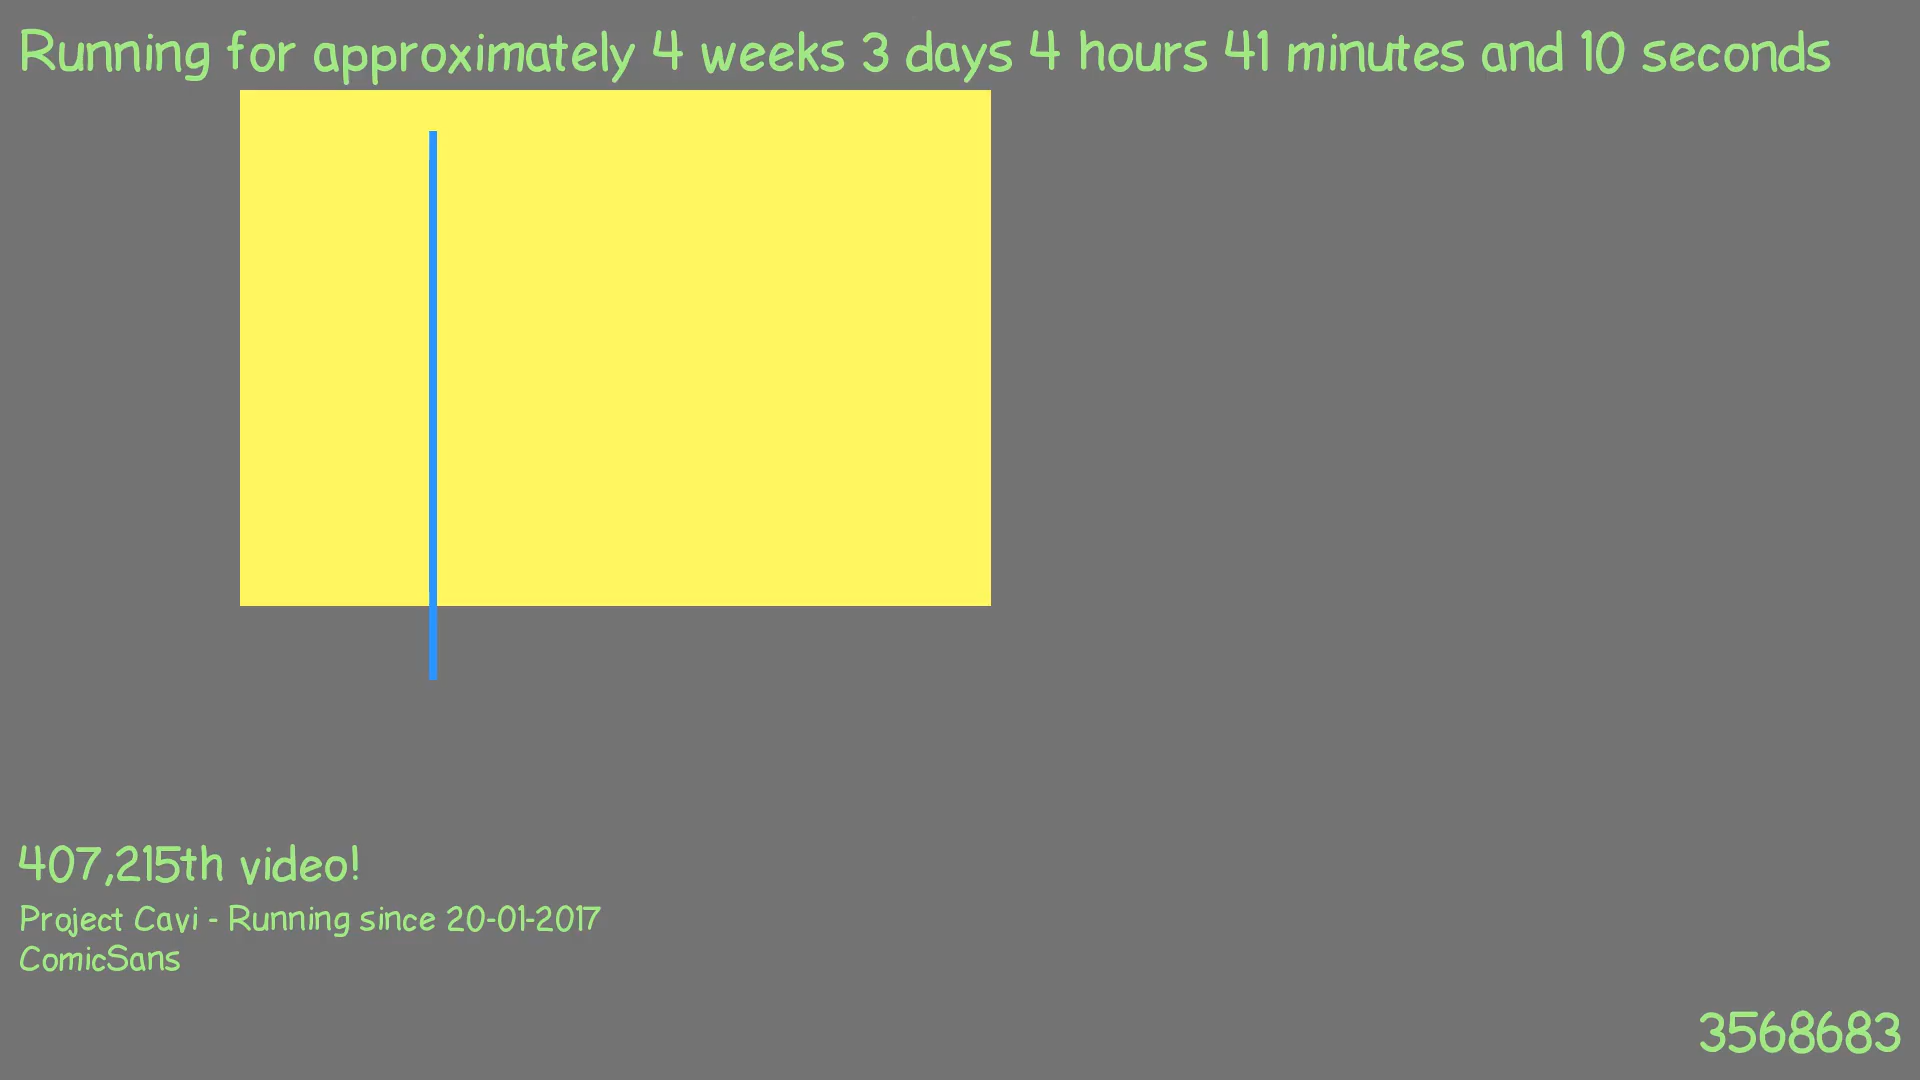 Running for approximately 4 weeks 3 days 4 hours 41 minutes and 10 seconds
407,215th video!
Project Cavi - Running since 20-01-2017
ComicSans
3568683